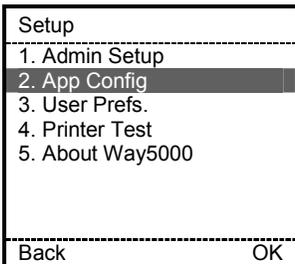 Setup
1. Admin Setup
2. App Config
3. User Prefs.
4. Printer Test
5. About Way5000
Back OK